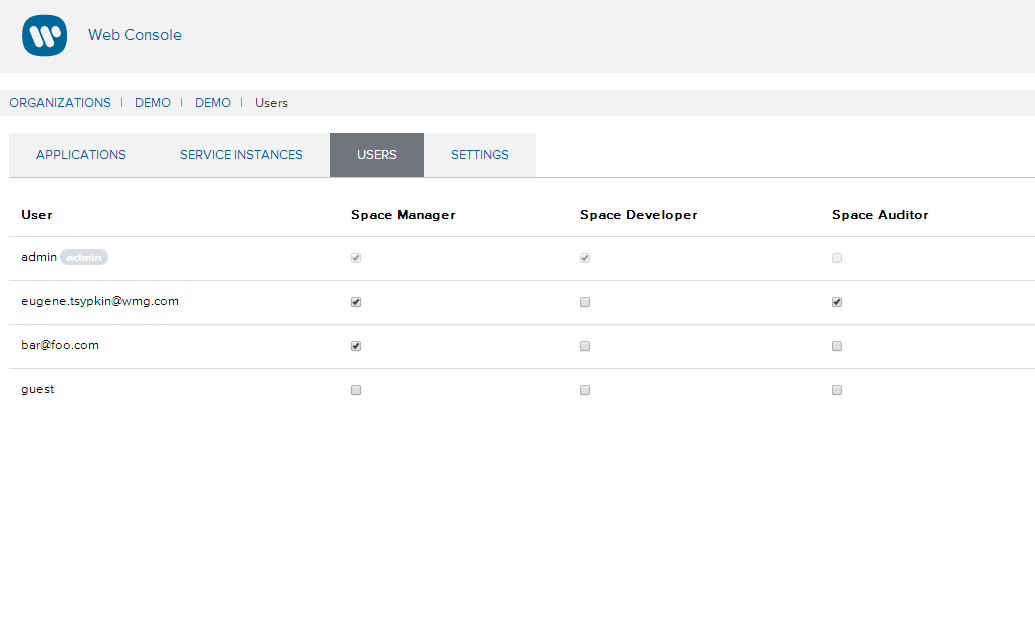 Web Console
ORGANIZATIONS | DEMO | DEMO | Users
APPLICATIONS SERVICE INSTANCES USERS SETTINGS
User Space Manager Space Developer Space Auditor
admin admin
eugene.tsypkin@wmg.com
bar@foo.com
guest